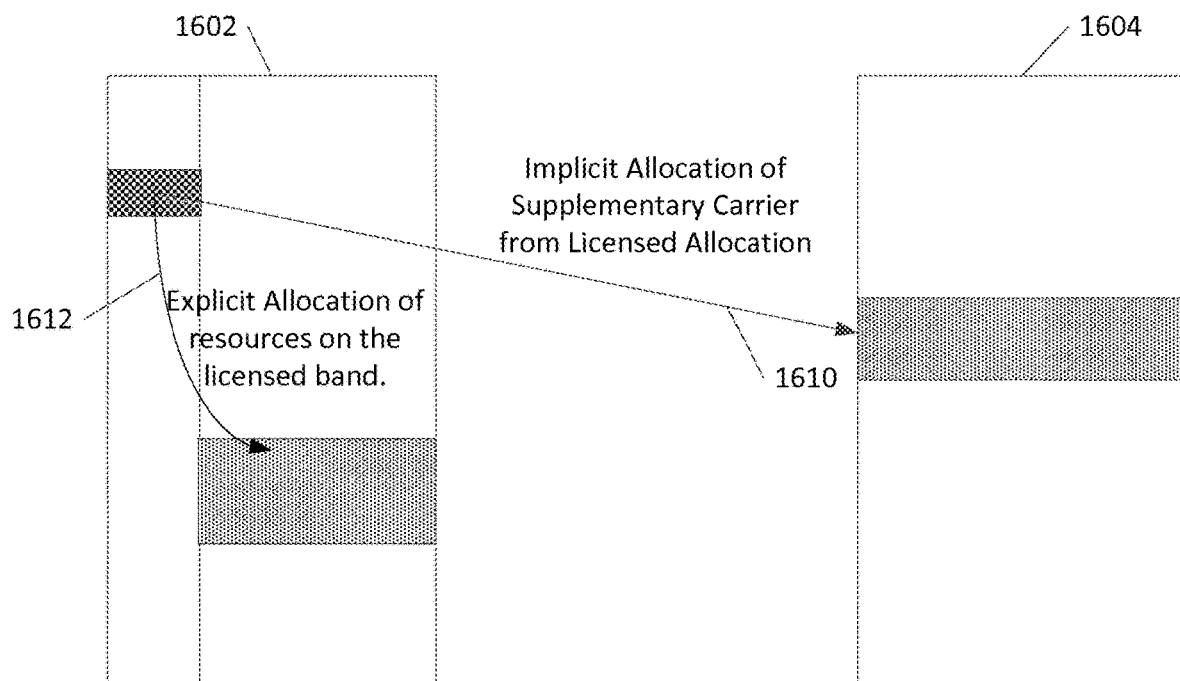 1602
1604
Implicit Allocation of
Supplementary Carrier
from Licensed Allocation
1612
Explicit Allocation of
resources on the
licensed band.
1610